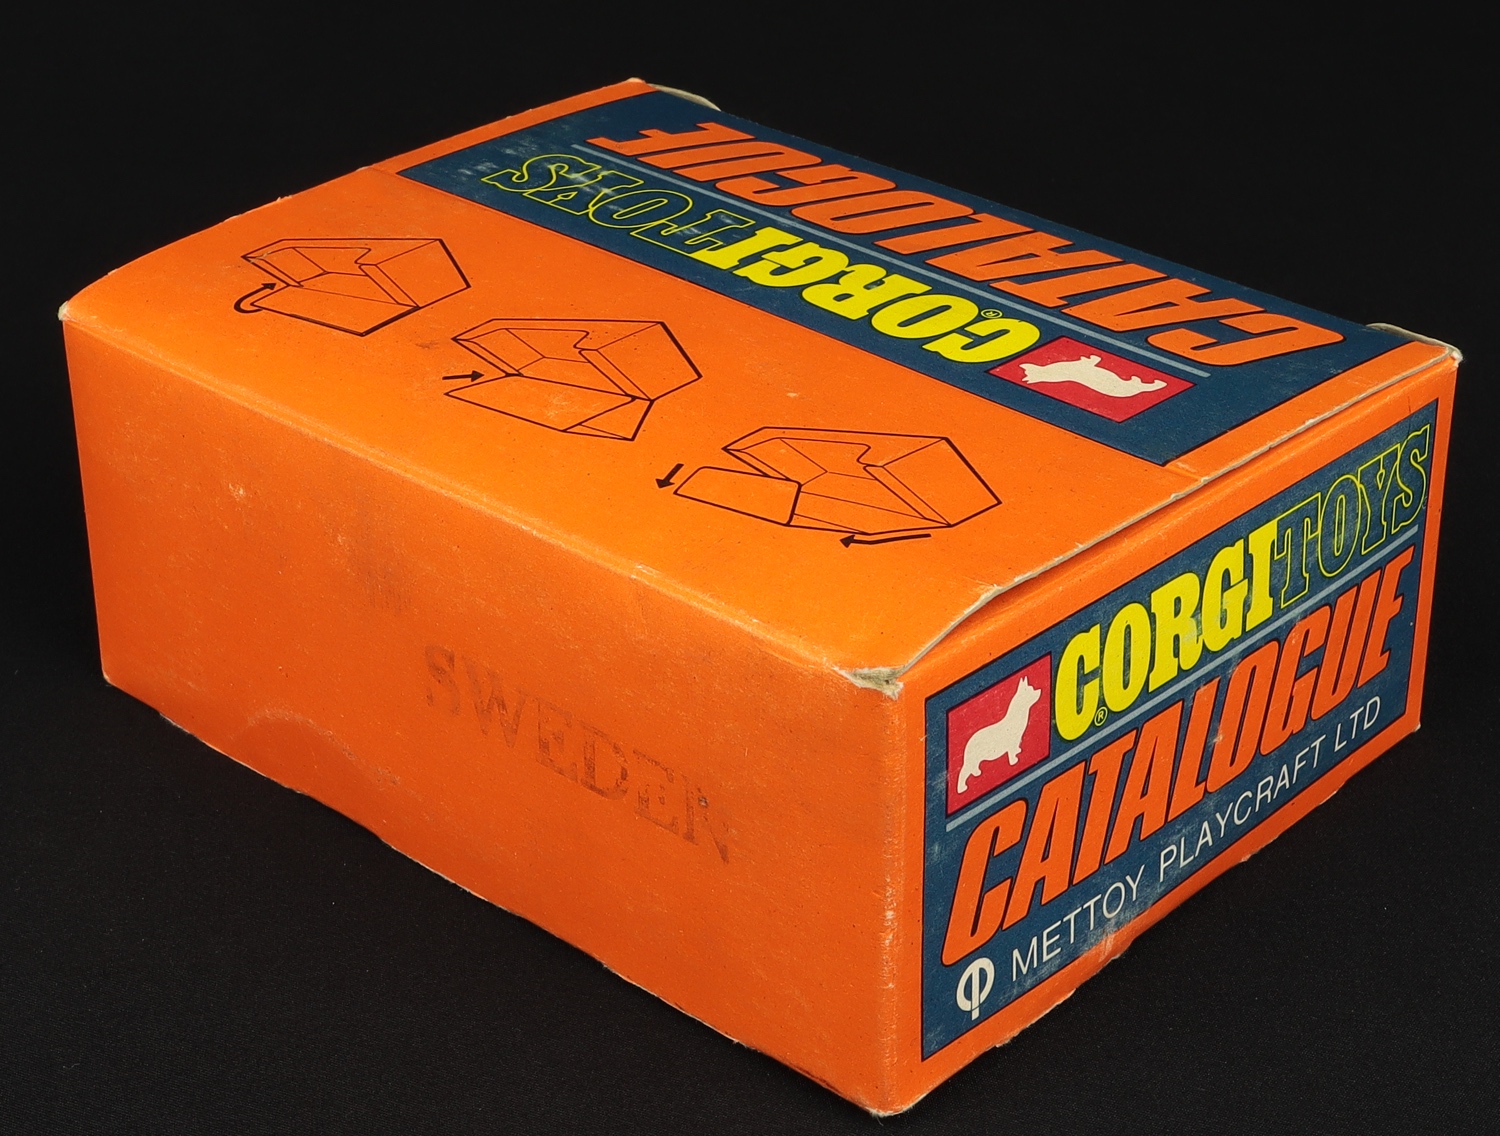 CATALOGUE
CORGI TOYS
®
CORGI TOYS
®
CATALOGUE
METTOY PLAYCRAFT LTD
SWEDEN